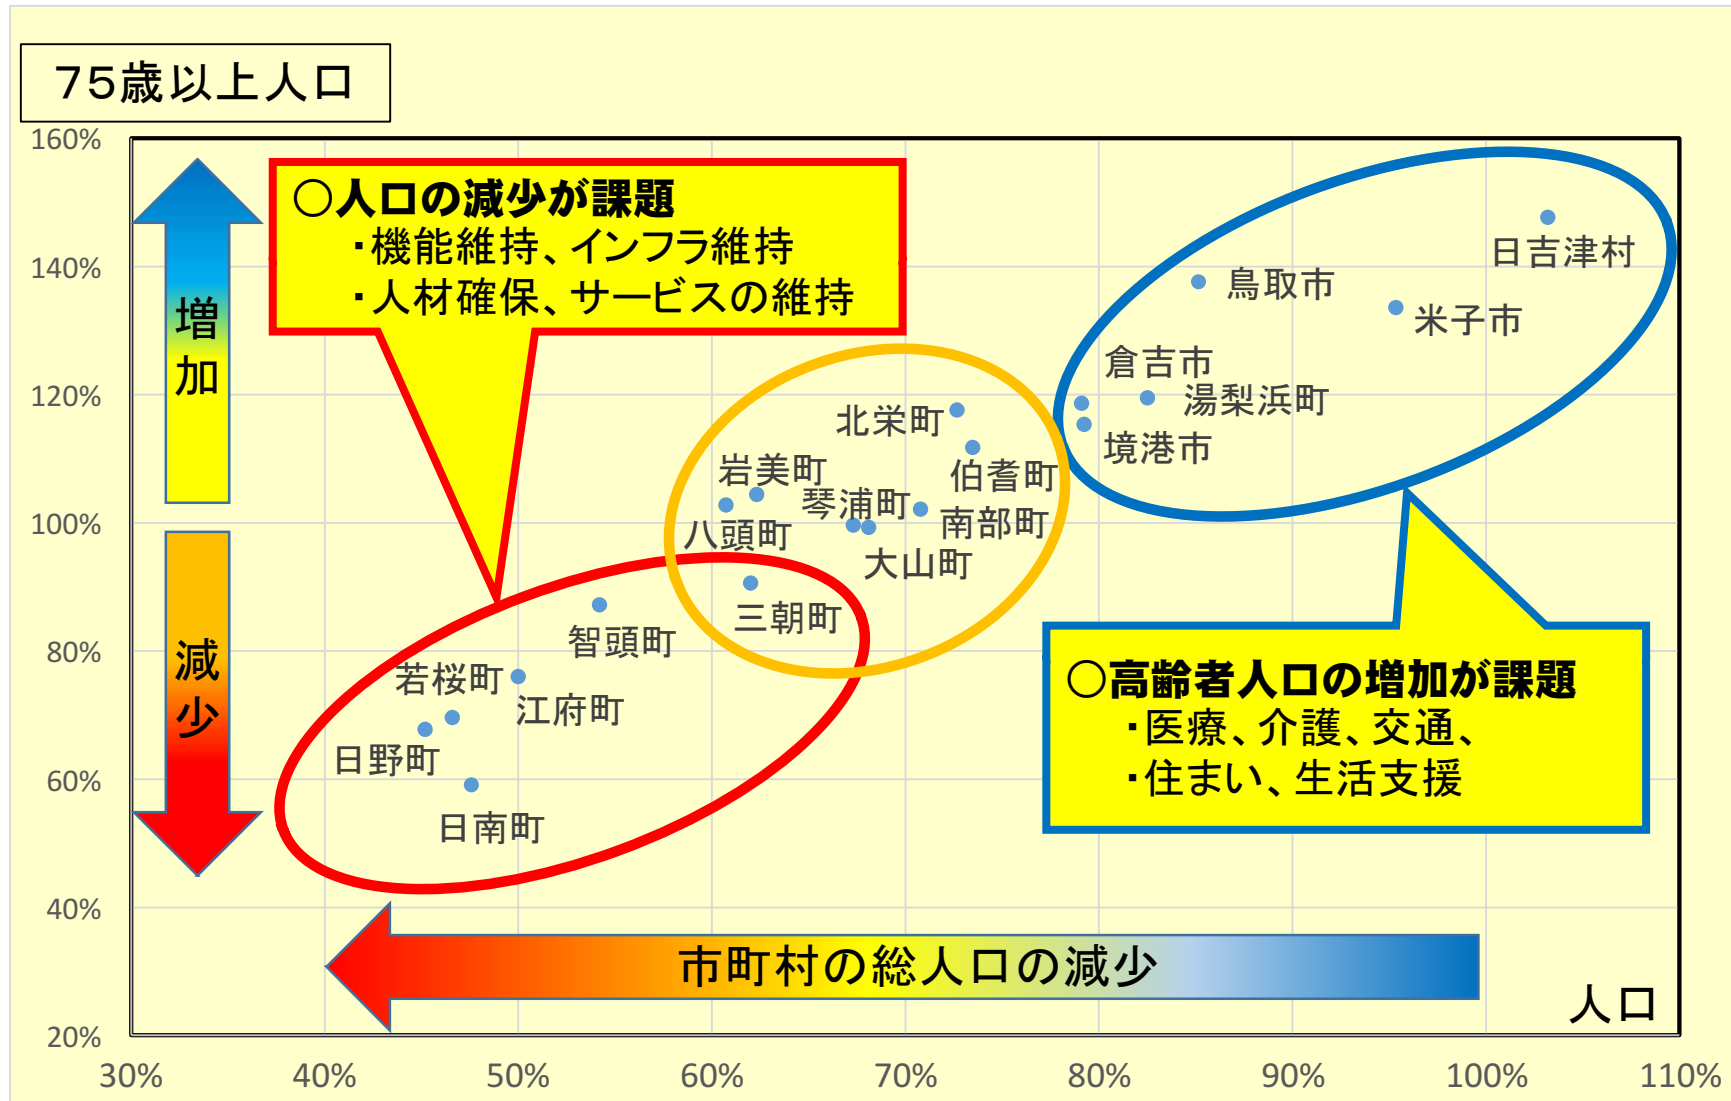 75歳以上人口
160%
140%
120%
100%
80%
60%
40%
20%
増加
減少
○人口の減少が課題
・機能維持、インフラ維持
・人材確保、サービスの維持
日吉津村
鳥取市
米子市
倉吉市
湯梨浜町
境港市
北栄町
伯耆町
岩美町
琴浦町
南部町
八頭町
大山町
三朝町
智頭町
若桜町
江府町
日野町
日南町
○高齢者人口の増加が課題
・医療、介護、交通、
・住まい、生活支援
市町村の総人口の減少
人口
30%
40%
50%
60%
70%
80%
90%
100%
110%